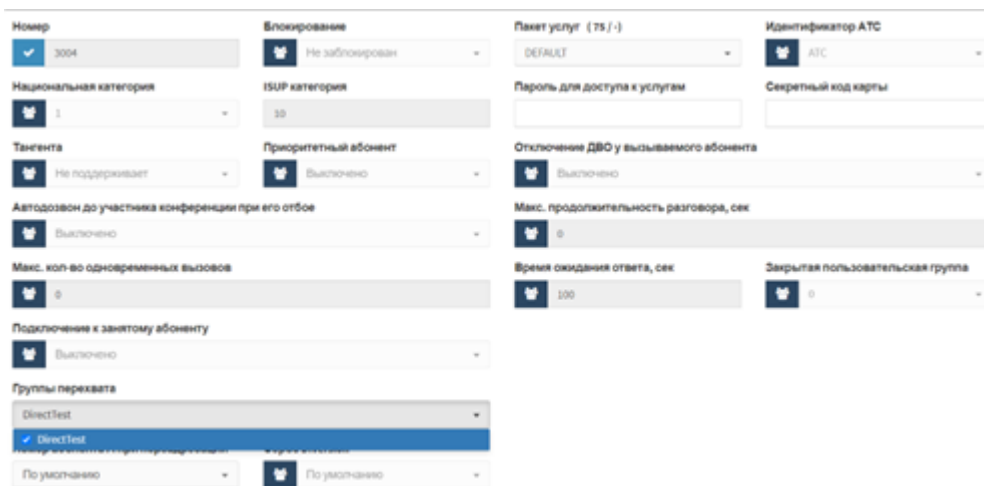 Номер Блокирование Пакет услуг (75 / -) Идентификатор АТС
3004 Не заблокирован DEFAULT АТС
Национальная категория ISUP категория Пароль для доступа к услугам Секретный код карты
1 10
Тангента Приоритетный абонент Отключение ДВО у вызываемого абонента
Не поддерживает Выключено Выключено
Автодозвон до участника конференции при его отбое Макс. продолжительность разговора, сек
Выключено 0
Макс. кол-во одновременных вызовов Время ожидания ответа, сек Закрытая пользовательская группа
0 100 0
Подключение к занятому абоненту
Выключено
Группы перехвата
DirectTest
DirectTest
По умолчанию По умолчанию